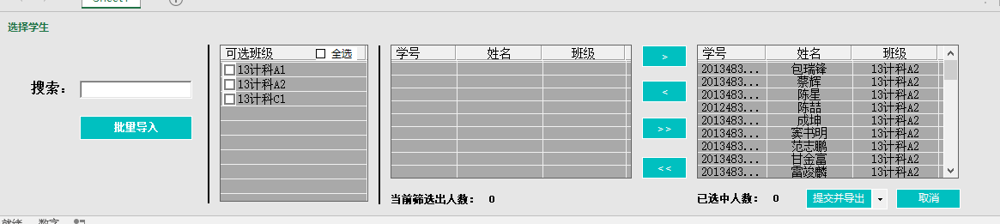 选择学生
搜索：
批量导入
可选班级 全选
13计科A1
13计科A2
13计科C1
学号 姓名 班级
当前筛选出人数： 0
>
<
>>
<<
学号 姓名 班级
2013483... 包瑞锋 13计科A2
2013483... 蔡辉 13计科A2
2013483... 陈星 13计科A2
2012483... 陈喆 13计科A2
2013483... 成坤 13计科A2
2013483... 窦书明 13计科A2
2013483... 范志鹏 13计科A2
2013483... 甘金富 13计科A2
2013483... 雷竣麟 13计科A2
已选中人数： 0
提交并导出 取消